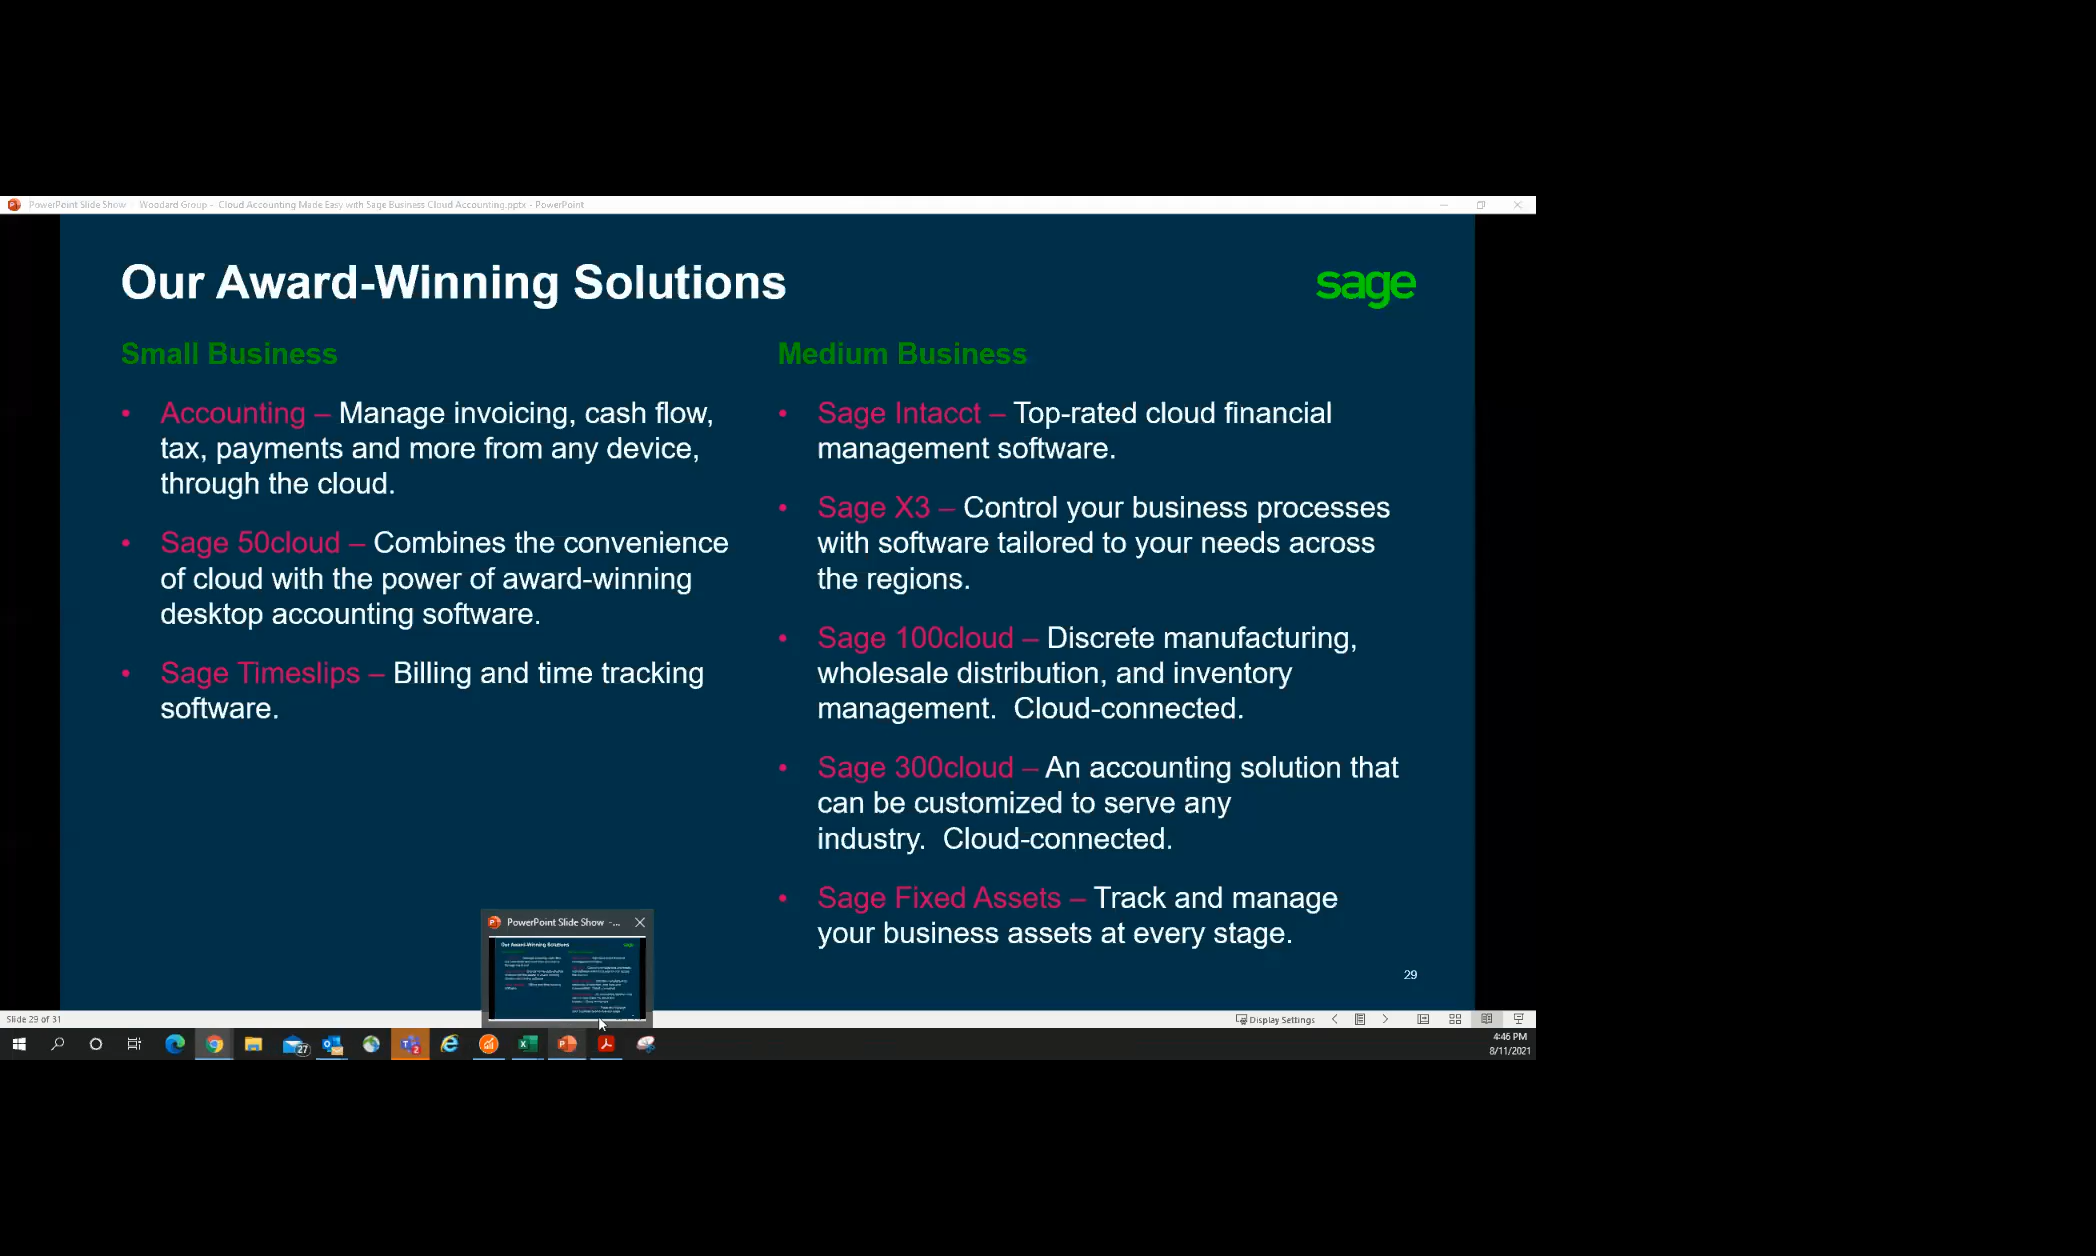 PowerPoint Slide Show - Woodard Group - Cloud Accounting Made Easy with Sage Business Cloud Accounting.pptx - PowerPoint
Our Award-Winning Solutions
sage
Small Business
• Accounting – Manage invoicing, cash flow,
tax, payments and more from any device,
through the cloud.
• Sage 50cloud – Combines the convenience
of cloud with the power of award-winning
desktop accounting software.
• Sage Timeslips – Billing and time tracking
software.
Medium Business
• Sage Intacct – Top-rated cloud financial
management software.
• Sage X3 – Control your business processes
with software tailored to your needs across
the regions.
• Sage 100cloud – Discrete manufacturing,
wholesale distribution, and inventory
management.  Cloud-connected.
• Sage 300cloud – An accounting solution that
can be customized to serve any
industry.  Cloud-connected.
• Sage Fixed Assets – Track and manage
your business assets at every stage.
29
PowerPoint Slide Show -...
Our Award-Winning Solutions
sage
Slide 29 of 31
Display Settings
27
2
4:46 PM
8/11/2021